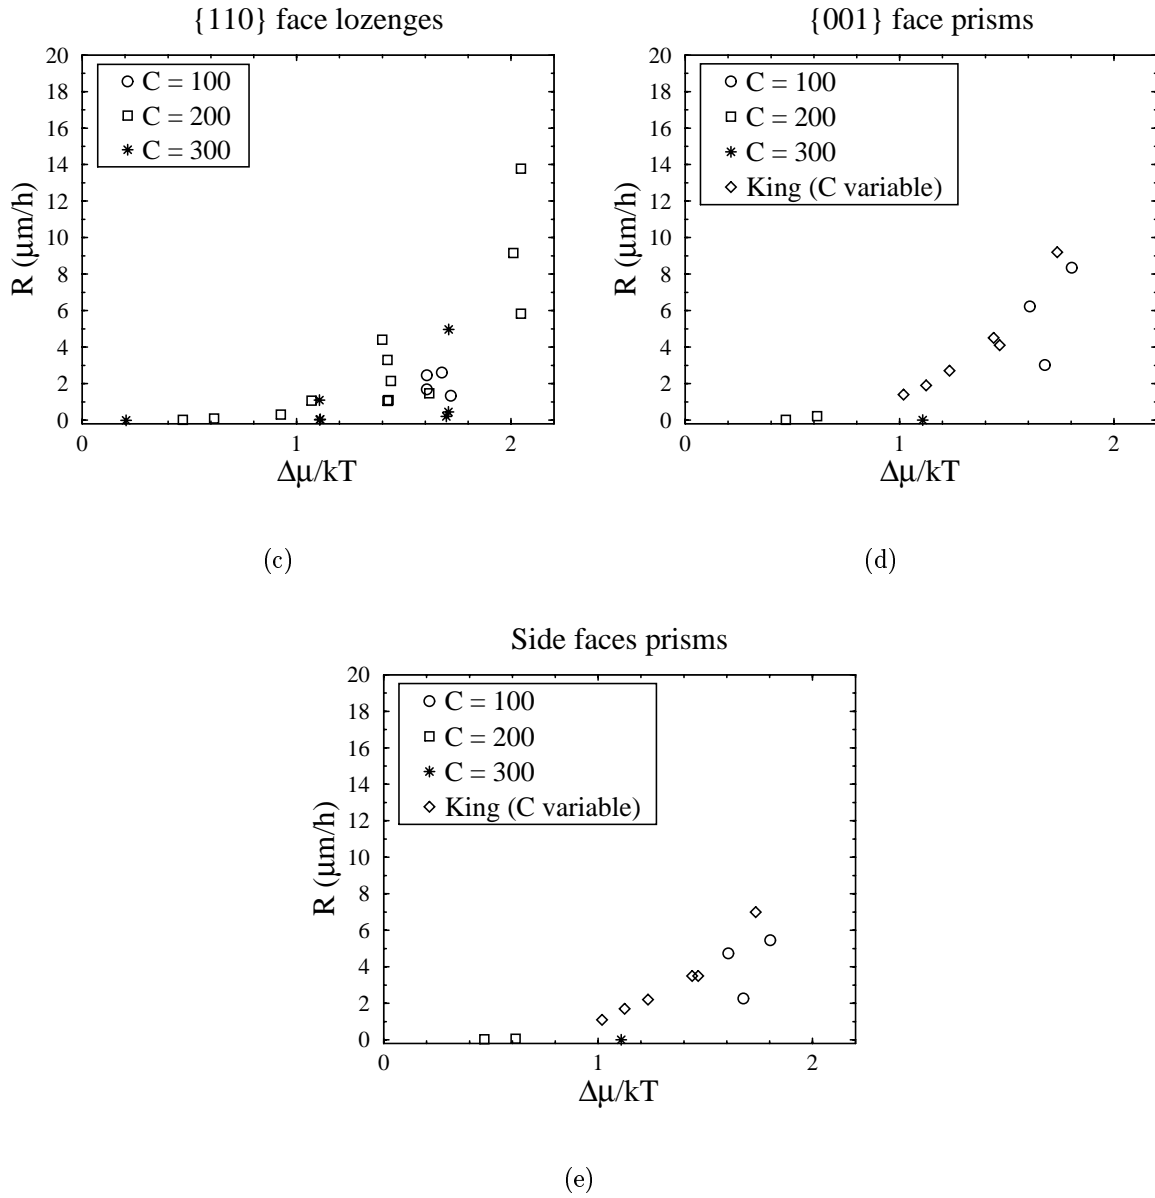 {110} face lozenges
20
18
16
14
12
10
8
6
4
2
0
R (μm/h)
C = 100
C = 200
C = 300
0 1 2
Δμ/kT
(c)
{001} face prisms
20
18
16
14
12
10
8
6
4
2
0
R (μm/h)
C = 100
C = 200
C = 300
King (C variable)
0 1 2
Δμ/kT
(d)
Side faces prisms
20
18
16
14
12
10
8
6
4
2
0
R (μm/h)
C = 100
C = 200
C = 300
King (C variable)
0 1 2
Δμ/kT
(e)